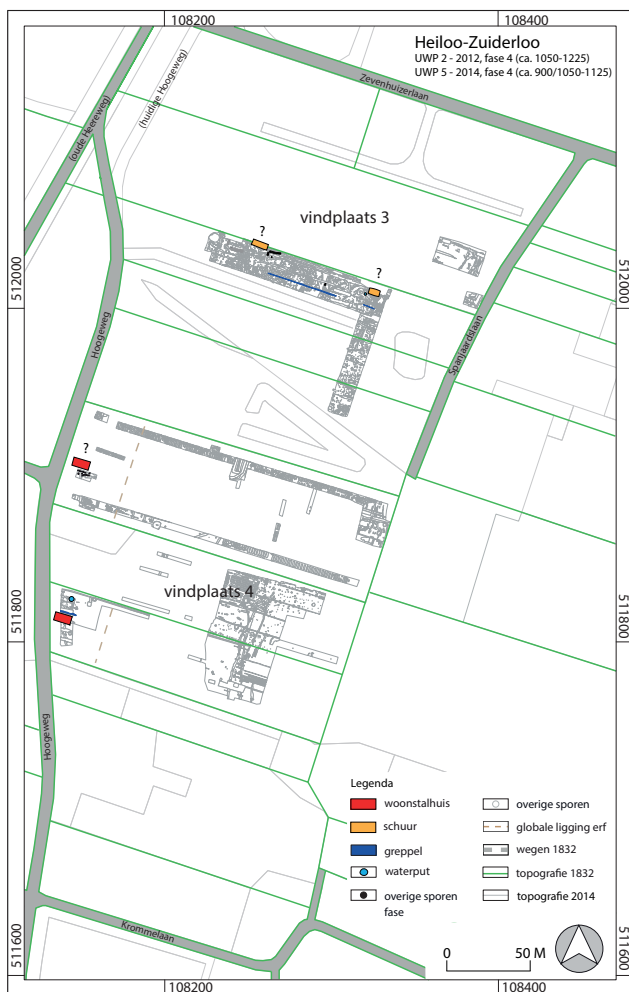 108200
108400
Heiloo-Zuiderloo
UWP 2 - 2012, fase 4 (ca. 1050-1225)
UWP 5 - 2014, fase 4 (ca. 900/1050-1125)
Zevenhuizerlaan
(oude Heereweg)
(huidige Hoogeweg)
vindplaats 3
?
?
512000
512000
Hoogeweg
Spanjaardslaan
?
vindplaats 4
511800
511800
Hoogeweg
Legenda
woonstalhuis
schuur
greppel
waterput
overige sporen
fase
overige sporen
globale ligging erf
wegen 1832
topografie 1832
topografie 2014
Krommelaan
0
50 M
511600
511600
108200
108400